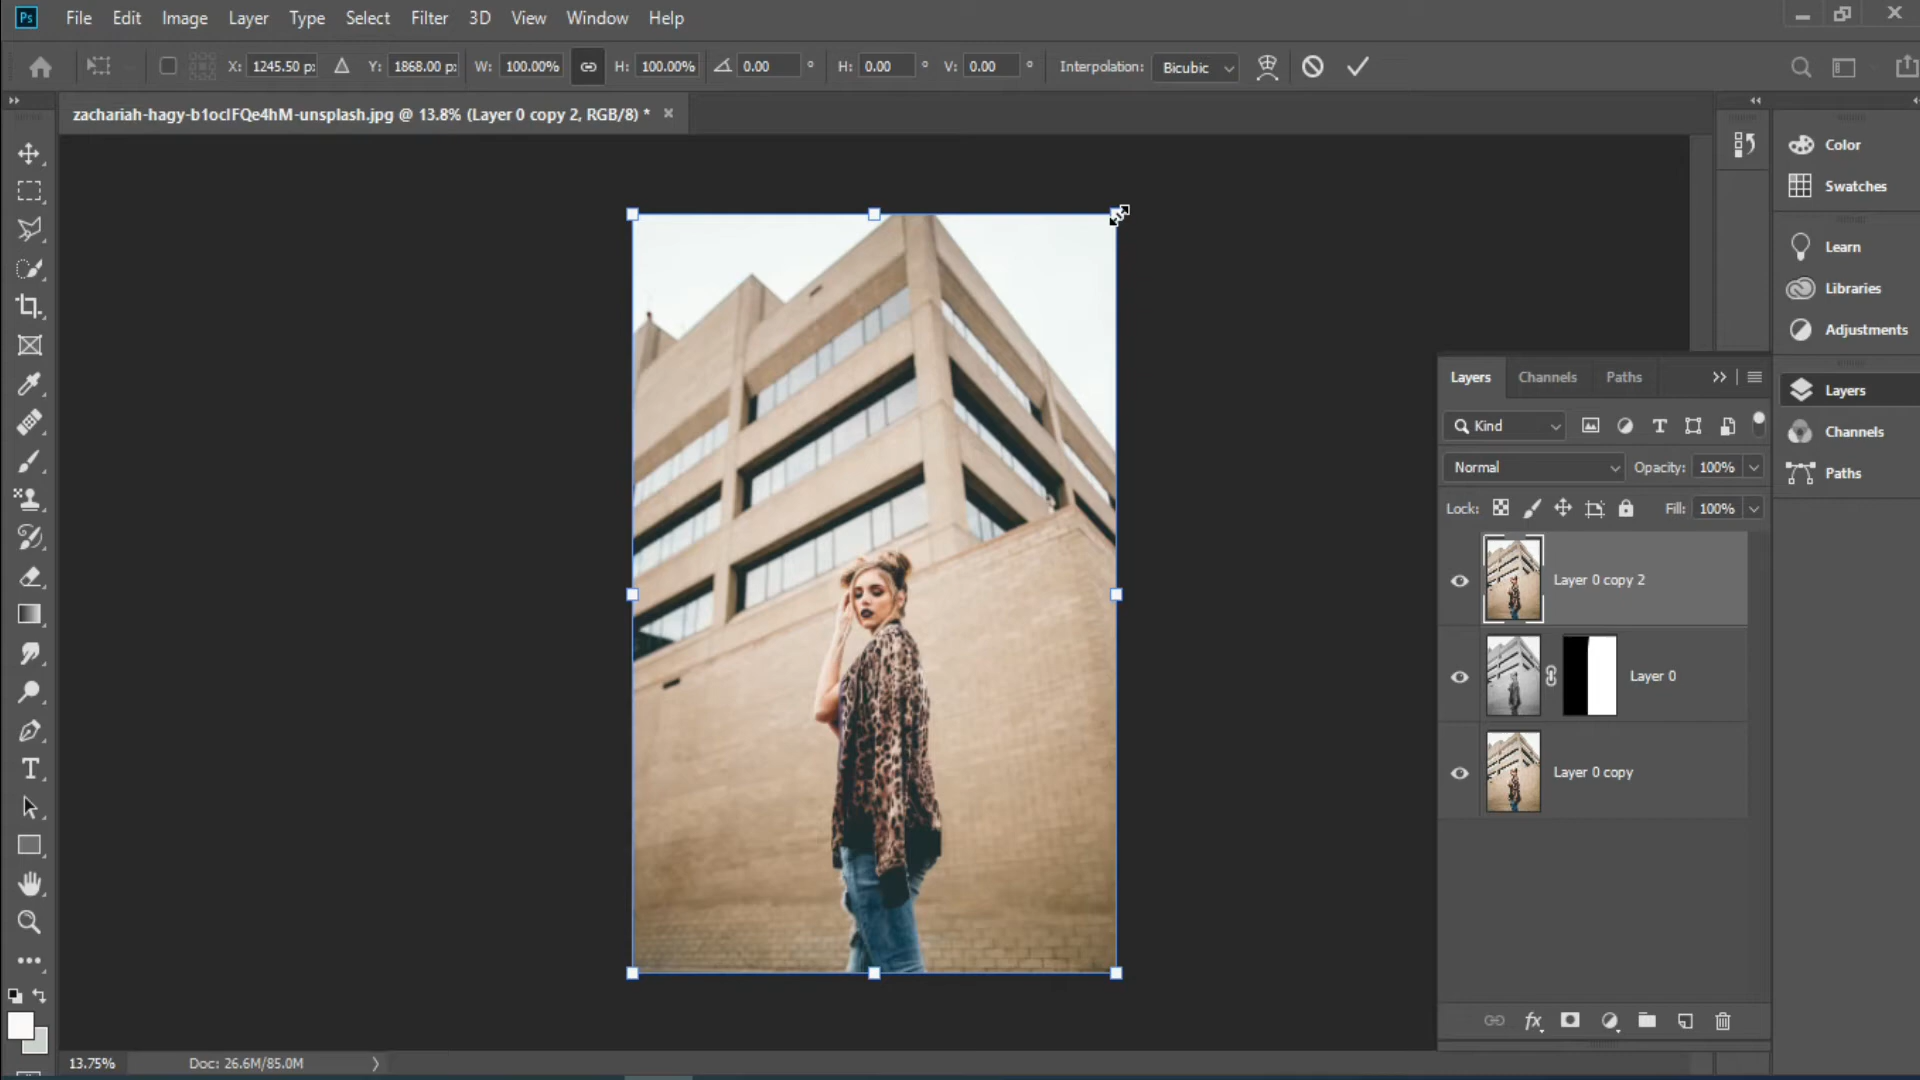 Ps File Edit Image Layer Type Select Filter 3D View Window Help
X: 1245.50 p: Y: 1868.00 p: W: 100.00% H: 100.00% 0.00 ° H: 0.00 ° V: 0.00 ° Interpolation: Bicubic
zachariah-hagy-b1ocIFQe4hM-unsplash.jpg @ 13.8% (Layer 0 copy 2, RGB/8) *
Color
Swatches
Learn
Libraries
Adjustments
Layers
Channels
Paths
Layers Channels Paths
Kind
Normal Opacity: 100%
Lock: Fill: 100%
Layer 0 copy 2
Layer 0
Layer 0 copy
fx
13.75% Doc: 26.6M/85.0M